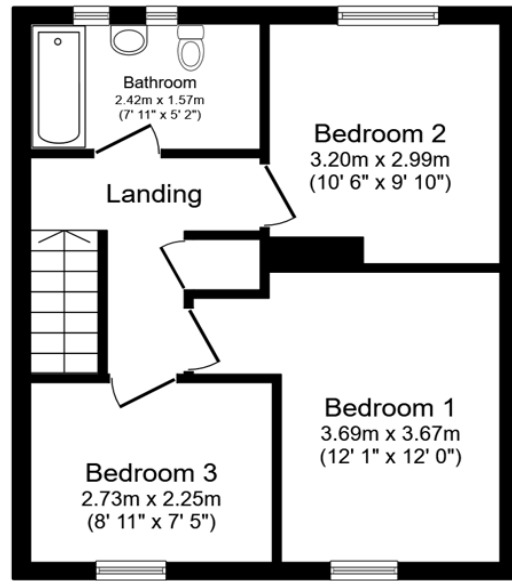 Bathroom
2.42m x 1.57m
(7' 11" x 5' 2")
Bedroom 2
3.20m x 2.99m
(10' 6" x 9' 10")
Landing
Bedroom 1
3.69m x 3.67m
(12' 1" x 12' 0")
Bedroom 3
2.73m x 2.25m
(8' 11" x 7' 5")